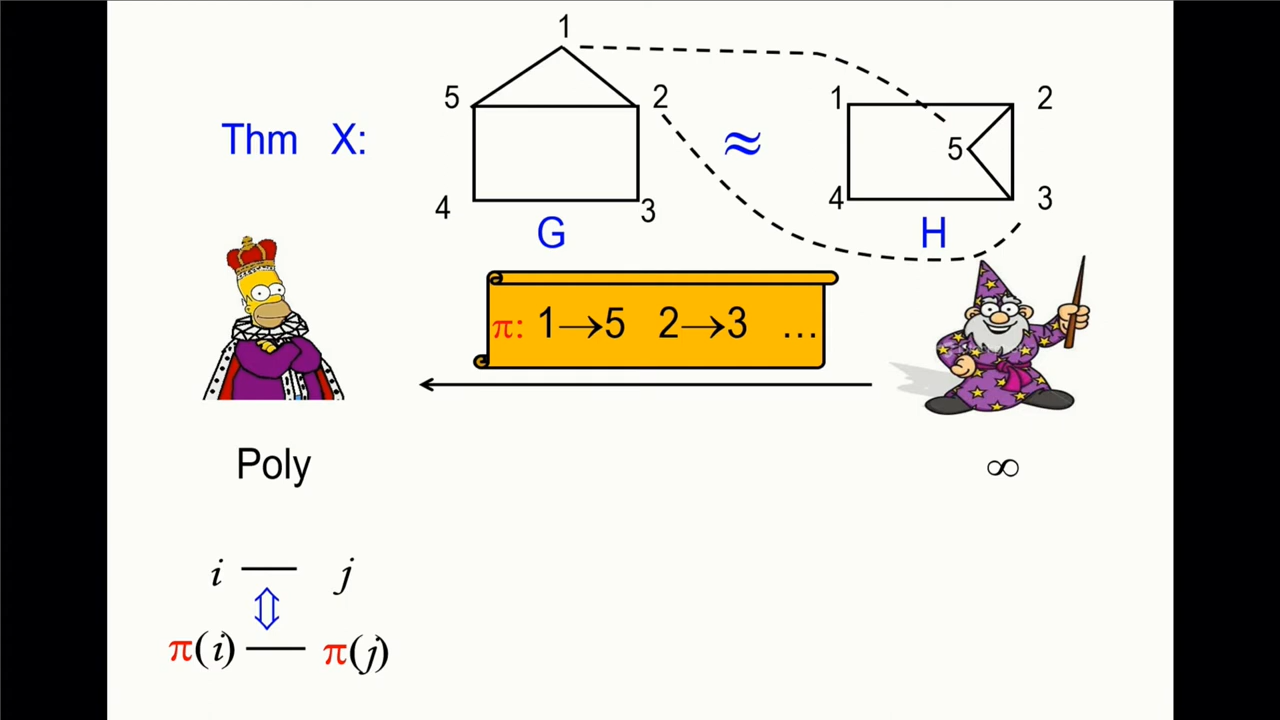 1
5 2 1 2
Thm X: ≈ 5
4 3 4 3
G H
π: 1→5 2→3 ...
Poly ∞
i — j
⇕
π(i) — π(j)